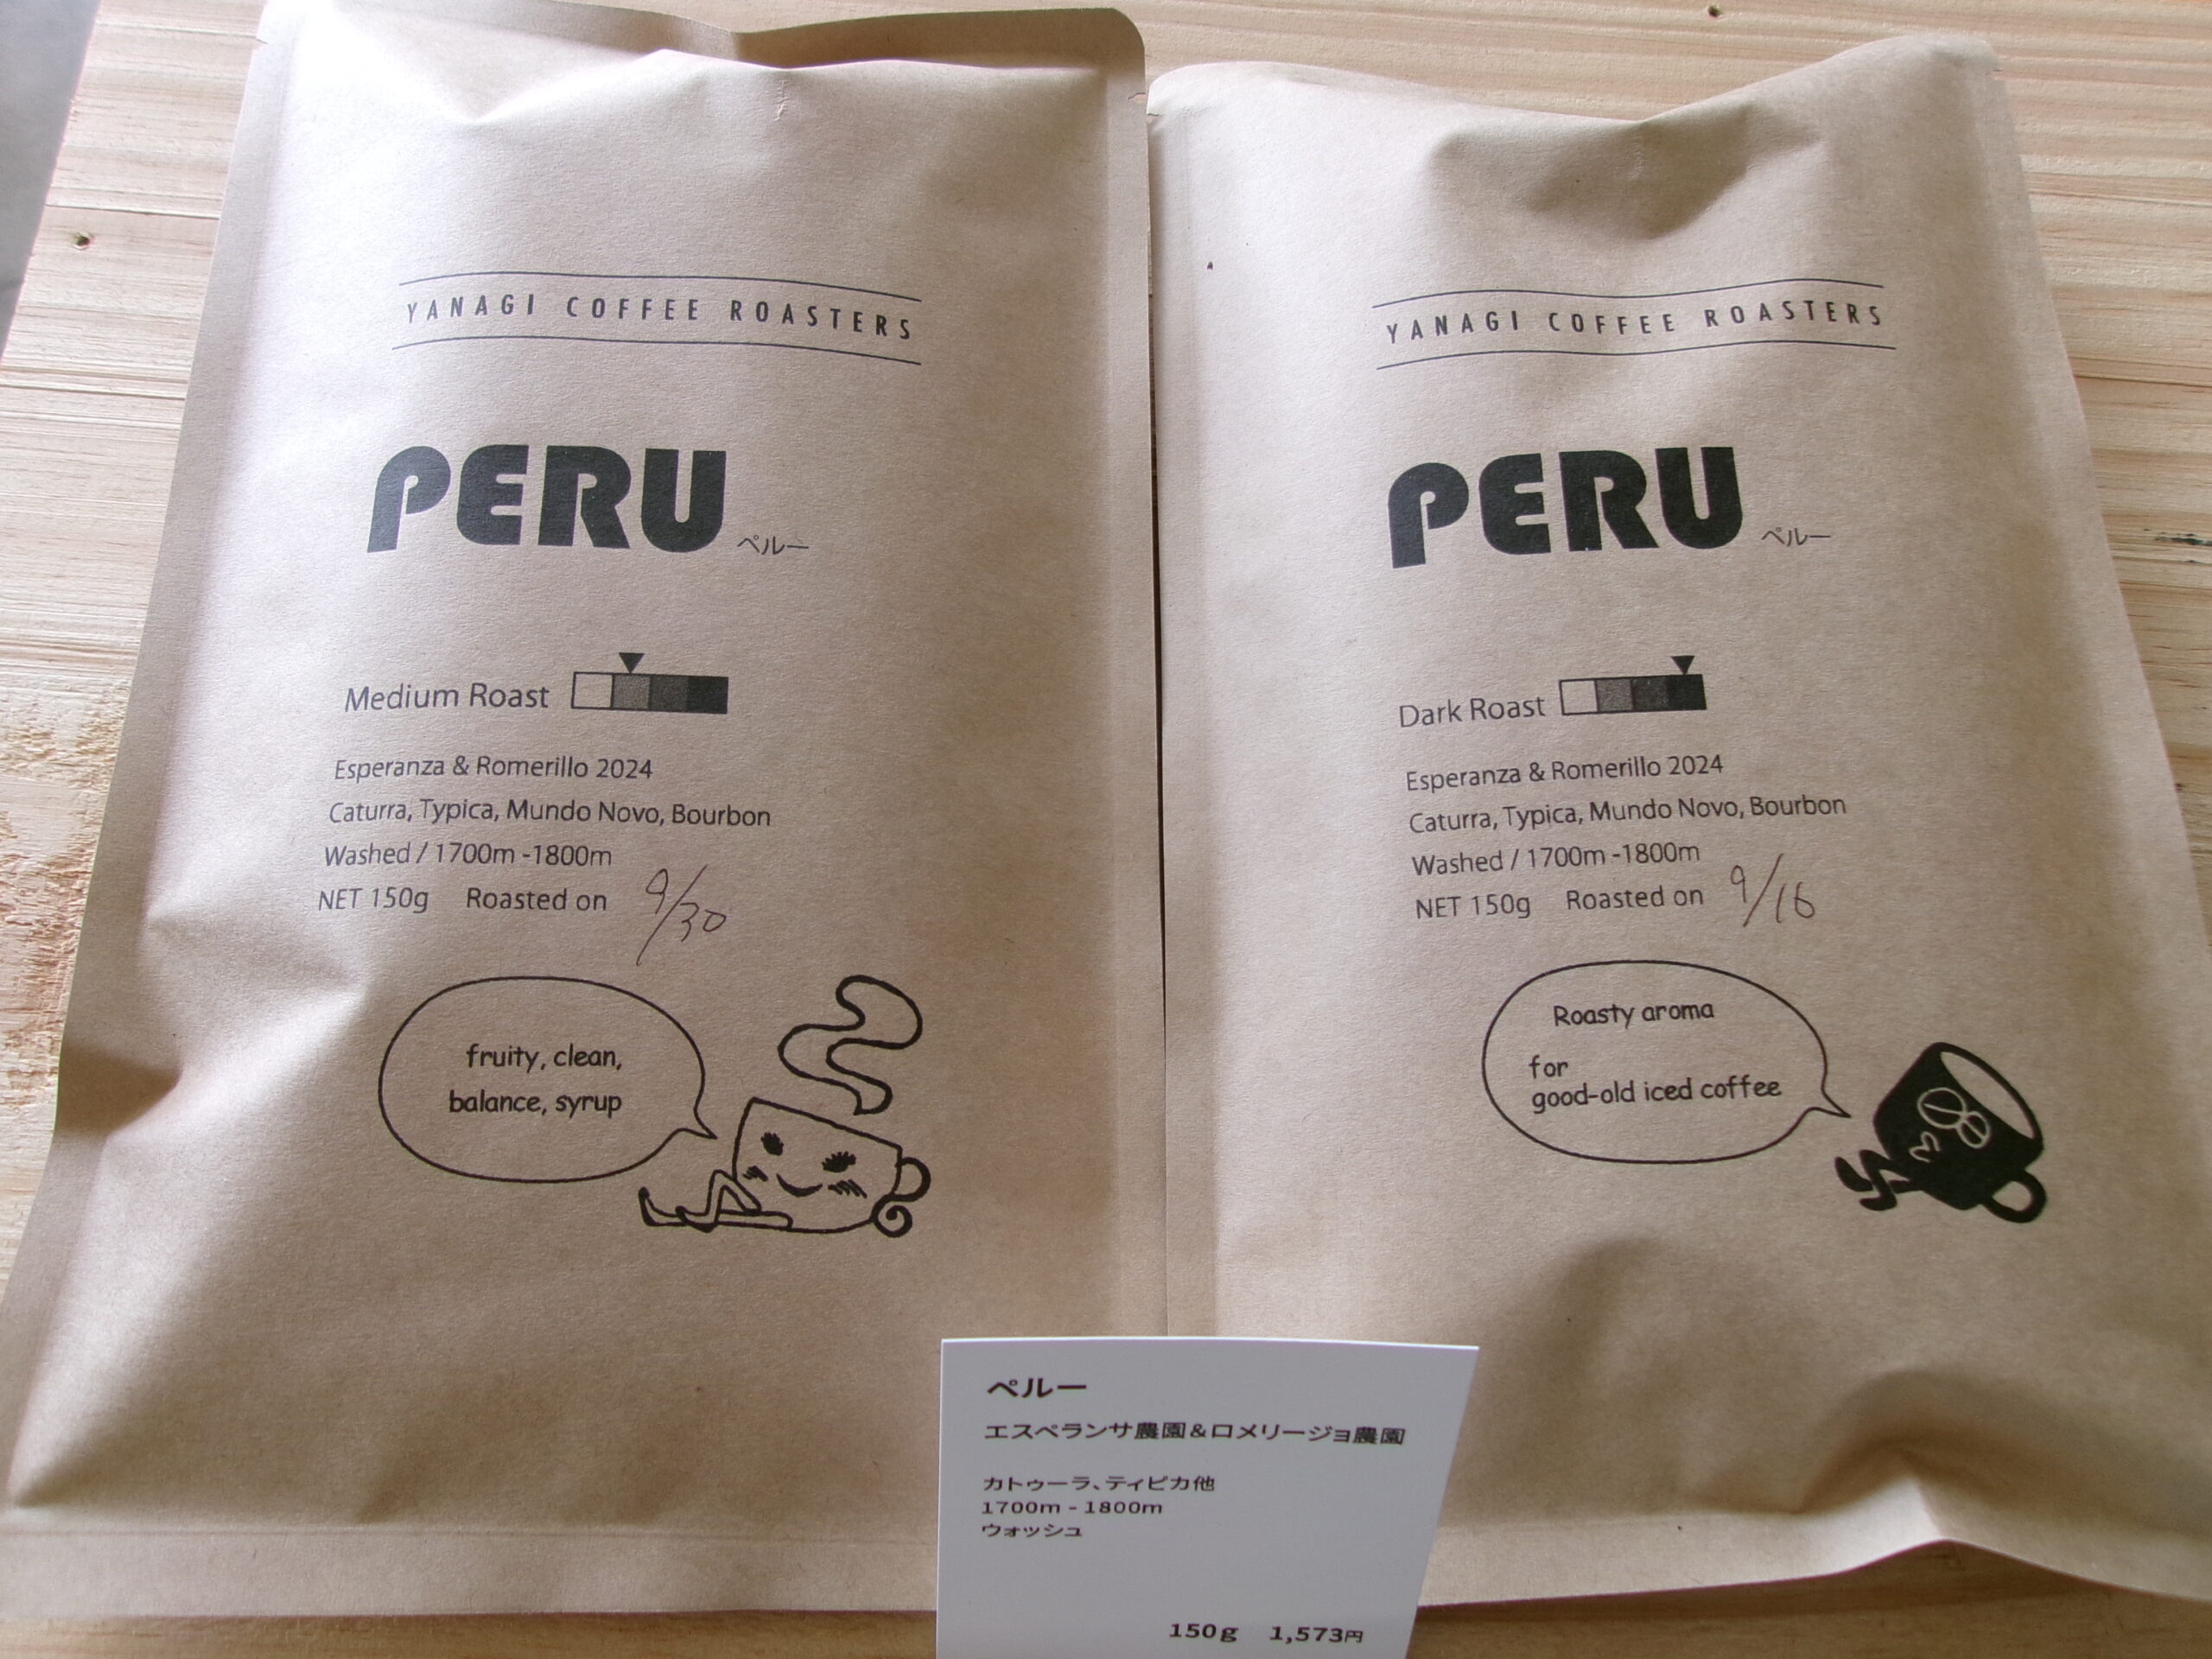 YANAGI COFFEE ROASTERS
PERU ペルー
Medium Roast
Esperanza & Romerillo 2024
Caturra, Typica, Mundo Novo, Bourbon
Washed / 1700m -1800m
NET 150g Roasted on 9/30
fruity, clean,
balance, syrup
YANAGI COFFEE ROASTERS
PERU ペルー
Dark Roast
Esperanza & Romerillo 2024
Caturra, Typica, Mundo Novo, Bourbon
Washed / 1700m -1800m
NET 150g Roasted on 9/16
Roasty aroma
for
good-old iced coffee
ペルー
エスペランサ農園&ロメリージョ農園
カトゥーラ、ティピカ他
1700m - 1800m
ウォッシュ
150g 1,573円